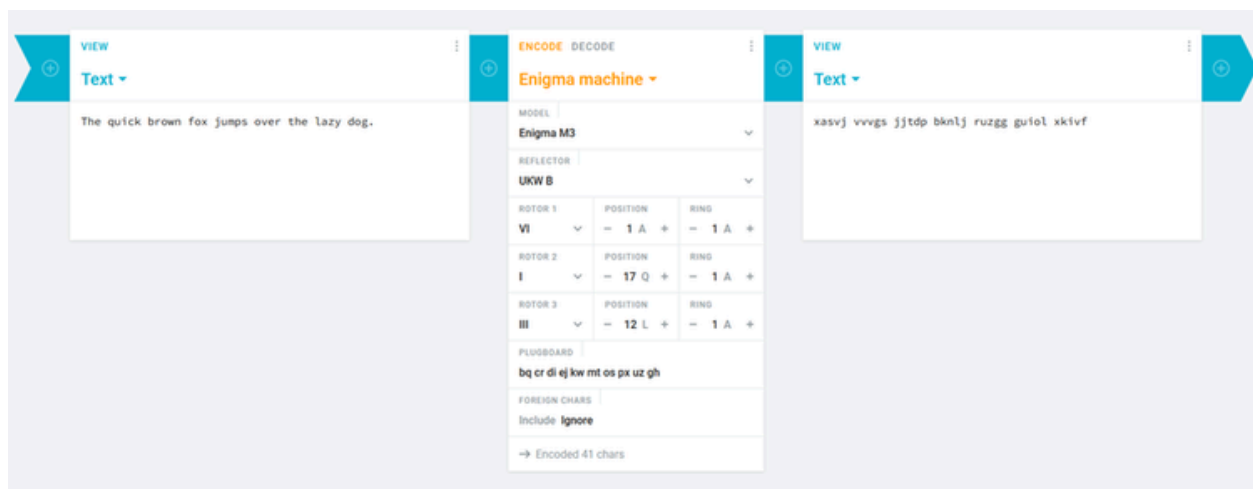 VIEW
Text
The quick brown fox jumps over the lazy dog.
ENCODE DECODE
Enigma machine
MODEL
Enigma M3
REFLECTOR
UKW B
ROTOR 1 POSITION RING
VI − 1 A + − 1 A +
ROTOR 2 POSITION RING
I − 17 Q + − 1 A +
ROTOR 3 POSITION RING
III − 12 L + − 1 A +
PLUGBOARD
bq cr di ej kw mt os px uz gh
FOREIGN CHARS
Include Ignore
→ Encoded 41 chars
VIEW
Text
xasvj vvvgs jjtdp bknlj ruzgg guiol xkivf